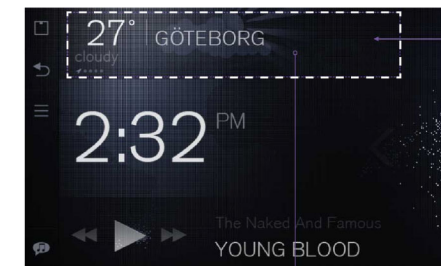 27° GÖTEBORG
cloudy
2:32 PM
The Naked And Famous
YOUNG BLOOD